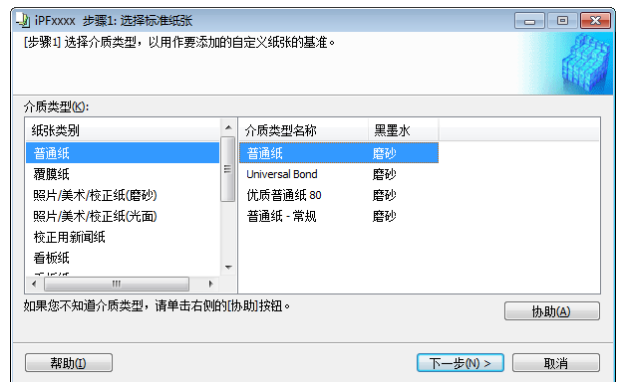 iPFxxxx 步骤1: 选择标准纸张
[步骤1] 选择介质类型，以用作要添加的自定义纸张的基准。
介质类型(K):
纸张类别
介质类型名称 黑墨水
普通纸
普通纸 磨砂
覆膜纸
Universal Bond 磨砂
照片/美术/校正纸(磨砂)
优质普通纸 80 磨砂
照片/美术/校正纸(光面)
普通纸 - 常规 磨砂
校正用新闻纸
看板纸
如果您不知道介质类型，请单击右侧的[协助]按钮。
协助(A)
帮助(I)
下一步(N) >
取消